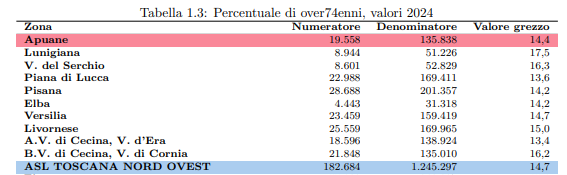 Tabella 1.3: Percentuale di over74enni, valori 2024
Zona Numeratore Denominatore Valore grezzo
Apuane 19.558 135.838 14,4
Lunigiana 8.944 51.226 17,5
V. del Serchio 8.601 52.829 16,3
Piana di Lucca 22.988 169.411 13,6
Pisana 28.688 201.357 14,2
Elba 4.443 31.318 14,2
Versilia 23.459 159.419 14,7
Livornese 25.559 169.965 15,0
A.V. di Cecina, V. d'Era 18.596 138.924 13,4
B.V. di Cecina, V. di Cornia 21.848 135.010 16,2
ASL TOSCANA NORD OVEST 182.684 1.245.297 14,7